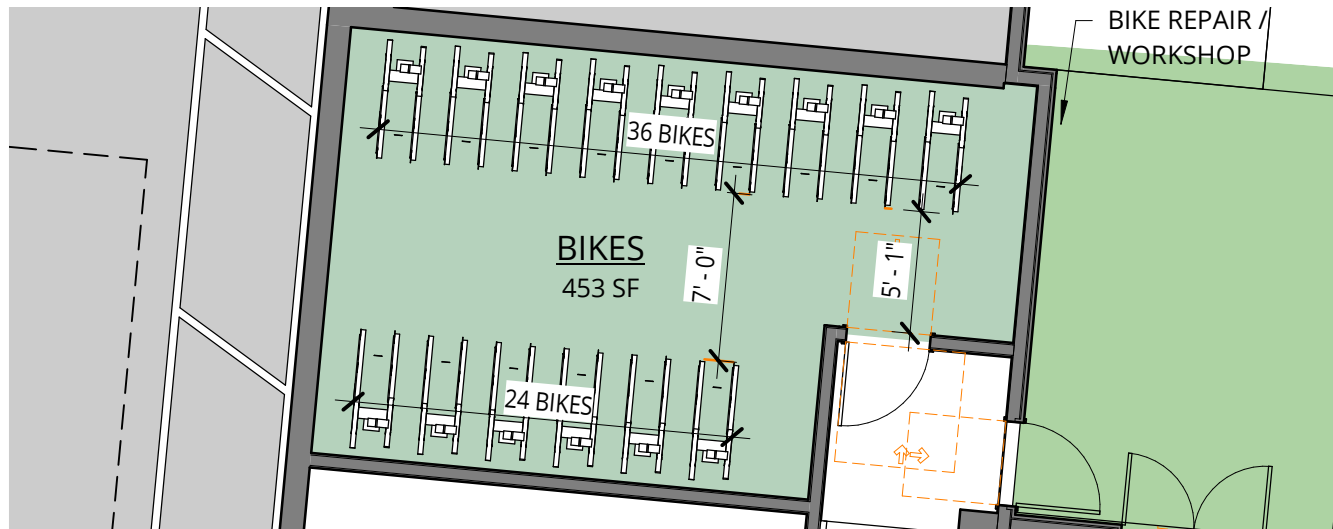 BIKE REPAIR /
WORKSHOP
36 BIKES
BIKES
453 SF
7' - 0"
5' - 1"
24 BIKES